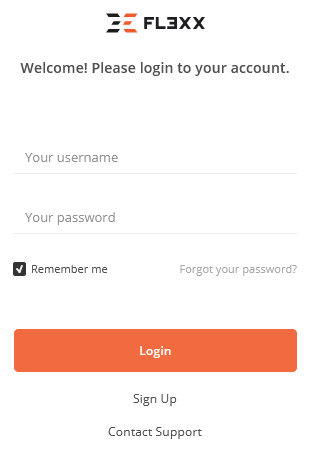 FLEXX
Welcome! Please login to your account.
Your username
Your password
Remember me
Forgot your password?
Login
Sign Up
Contact Support